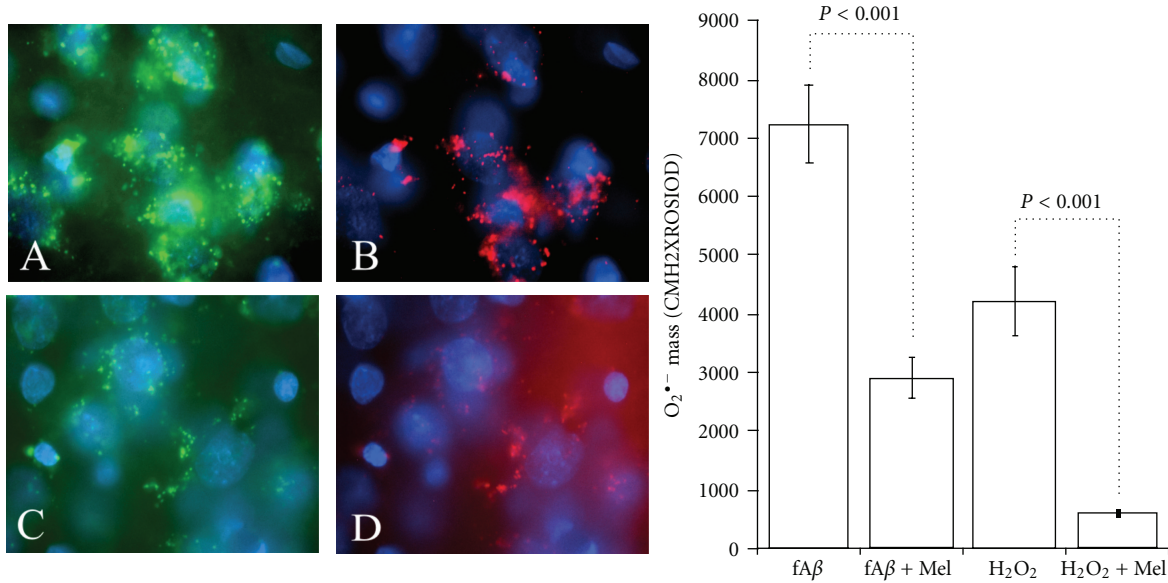 A
B
C
D
O₂•− mass (CMH2XROSIOD)
9000
8000
7000
6000
5000
4000
3000
2000
1000
0
P < 0.001
P < 0.001
fAβ
fAβ + Mel
H₂O₂
H₂O₂ + Mel